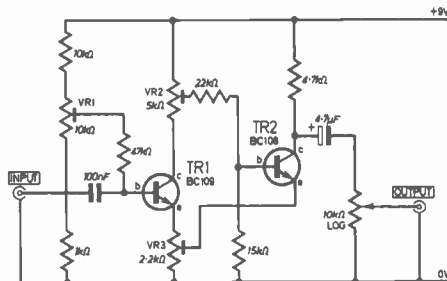 +9V
10kΩ
VR1
10kΩ
47kΩ
VR2
5kΩ
22kΩ
4.7kΩ
TR2
BC108
4.7µF
+
c
b
e
INPUT
100nF
TR1
BC109
c
b
e
OUTPUT
10kΩ
LOG
1kΩ
VR3
2.2kΩ
15kΩ
0V